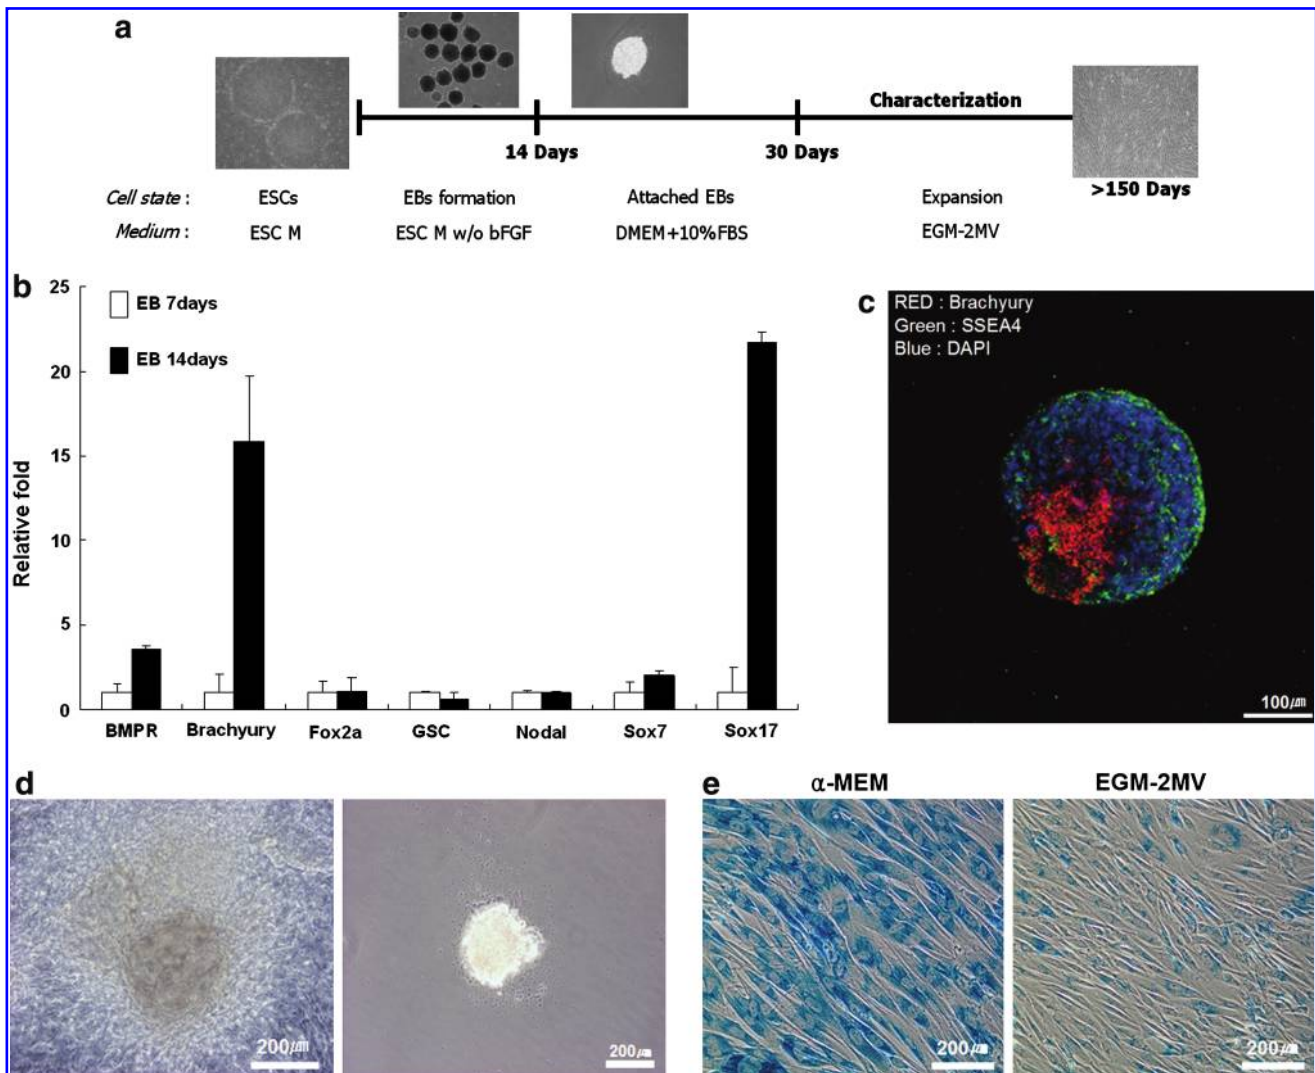 a
Characterization
14 Days
30 Days
>150 Days
Cell state : ESCs EBs formation Attached EBs Expansion
Medium : ESC M ESC M w/o bFGF DMEM+10%FBS EGM-2MV
b
25
20
15
10
5
0
Relative fold
EB 7days
EB 14days
BMPR Brachyury Fox2a GSC Nodal Sox7 Sox17
c
RED : Brachyury
Green : SSEA4
Blue : DAPI
100㎛
d
200㎛
200㎛
e
α-MEM
EGM-2MV
200㎛
200㎛